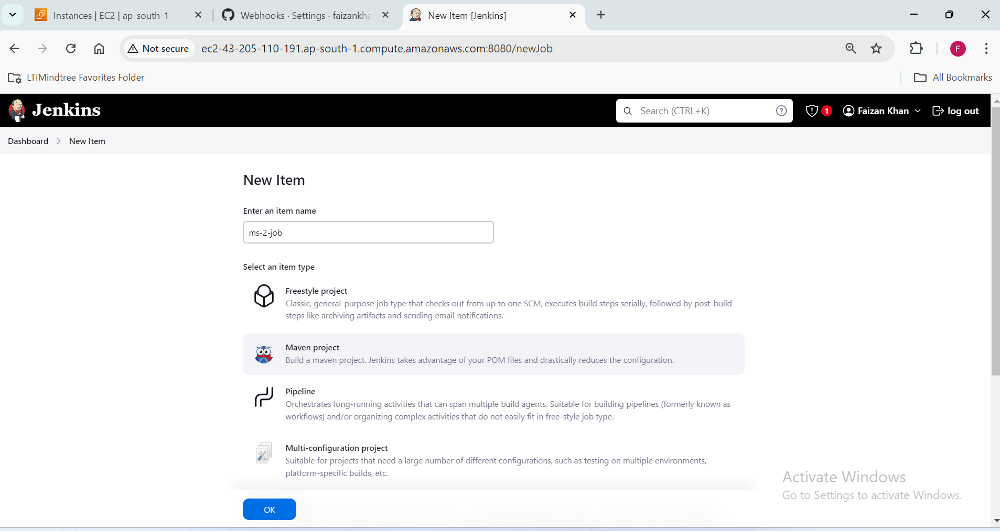 Instances | EC2 | ap-south-1
Webhooks · Settings · faizankha
New Item [Jenkins]
Not secure
ec2-43-205-110-191.ap-south-1.compute.amazonaws.com:8080/newJob
F
LTIMindtree Favorites Folder
All Bookmarks
Jenkins
Search (CTRL+K)
1
Faizan Khan
log out
Dashboard
New Item
New Item
Enter an item name
ms-2-job
Select an item type
Freestyle project
Classic, general-purpose job type that checks out from up to one SCM, executes build steps serially, followed by post-build
steps like archiving artifacts and sending email notifications.
Maven project
Build a maven project. Jenkins takes advantage of your POM files and drastically reduces the configuration.
Pipeline
Orchestrates long-running activities that can span multiple build agents. Suitable for building pipelines (formerly known as
workflows) and/or organizing complex activities that do not easily fit in free-style job type.
Multi-configuration project
Suitable for projects that need a large number of different configurations, such as testing on multiple environments,
platform-specific builds, etc.
Activate Windows
Go to Settings to activate Windows.
OK